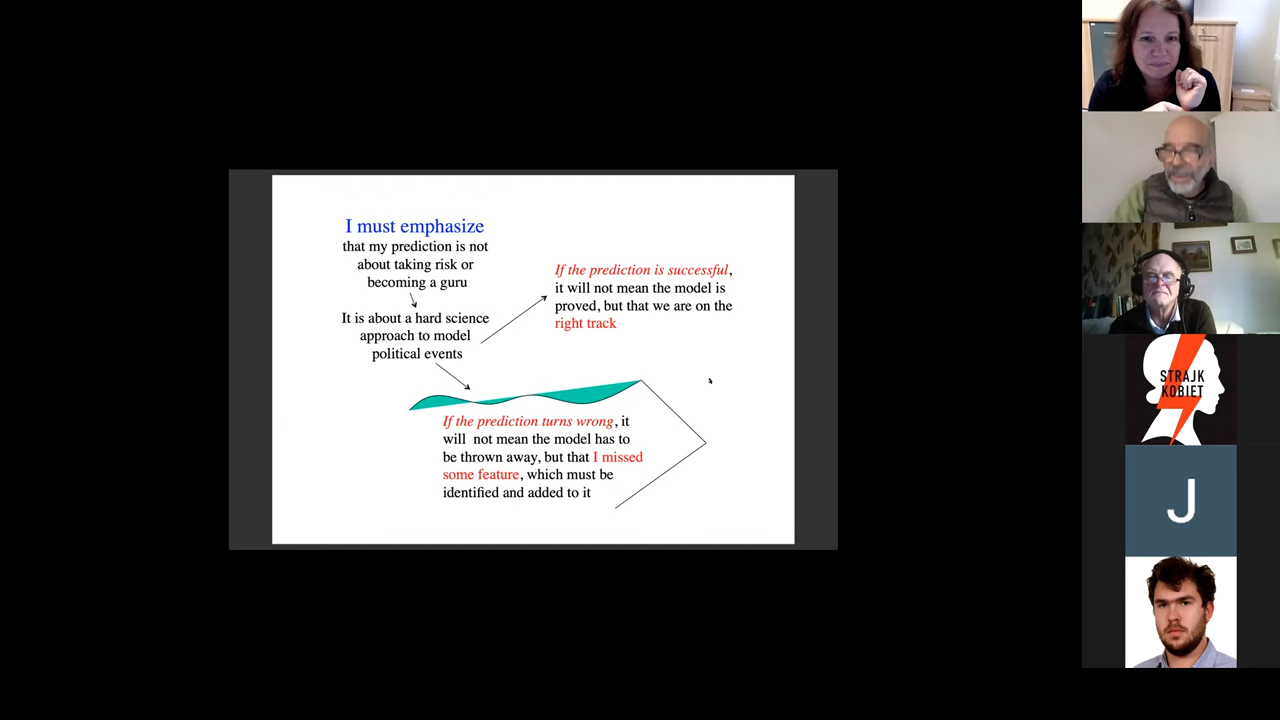 I must emphasize
that my prediction is not
about taking risk or
becoming a guru
It is about a hard science
approach to model
political events
If the prediction is successful,
it will not mean the model is
proved, but that we are on the
right track
If the prediction turns wrong, it
will not mean the model has to
be thrown away, but that I missed
some feature, which must be
identified and added to it
STRAJK
KOBIET
J